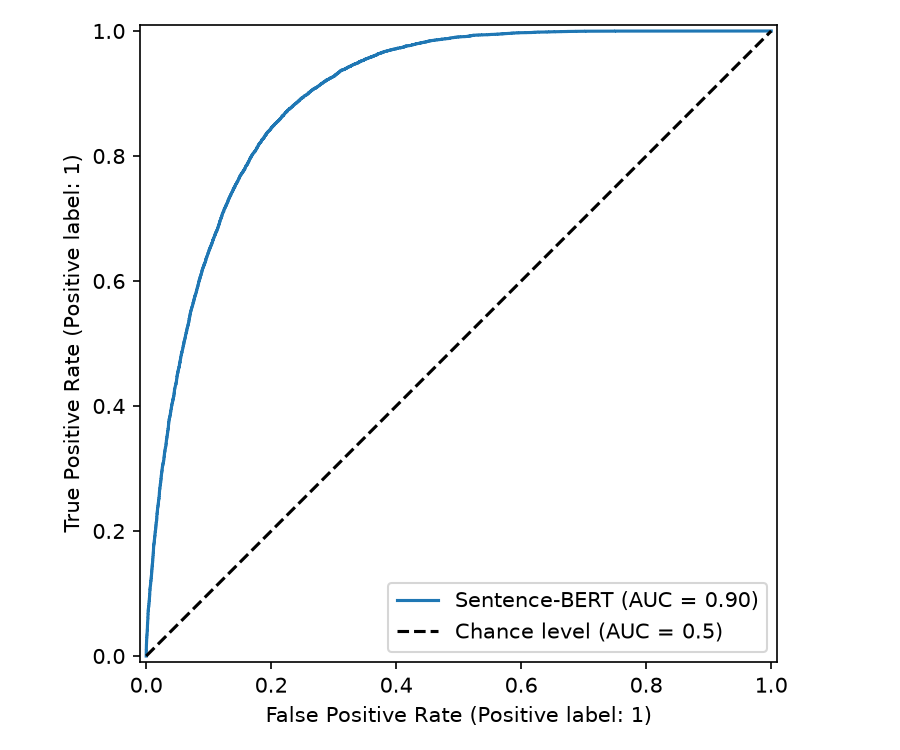 1.0
0.8
0.6
0.4
0.2
0.0
True Positive Rate (Positive label: 1)
Sentence-BERT (AUC = 0.90)
Chance level (AUC = 0.5)
0.0 0.2 0.4 0.6 0.8 1.0
False Positive Rate (Positive label: 1)